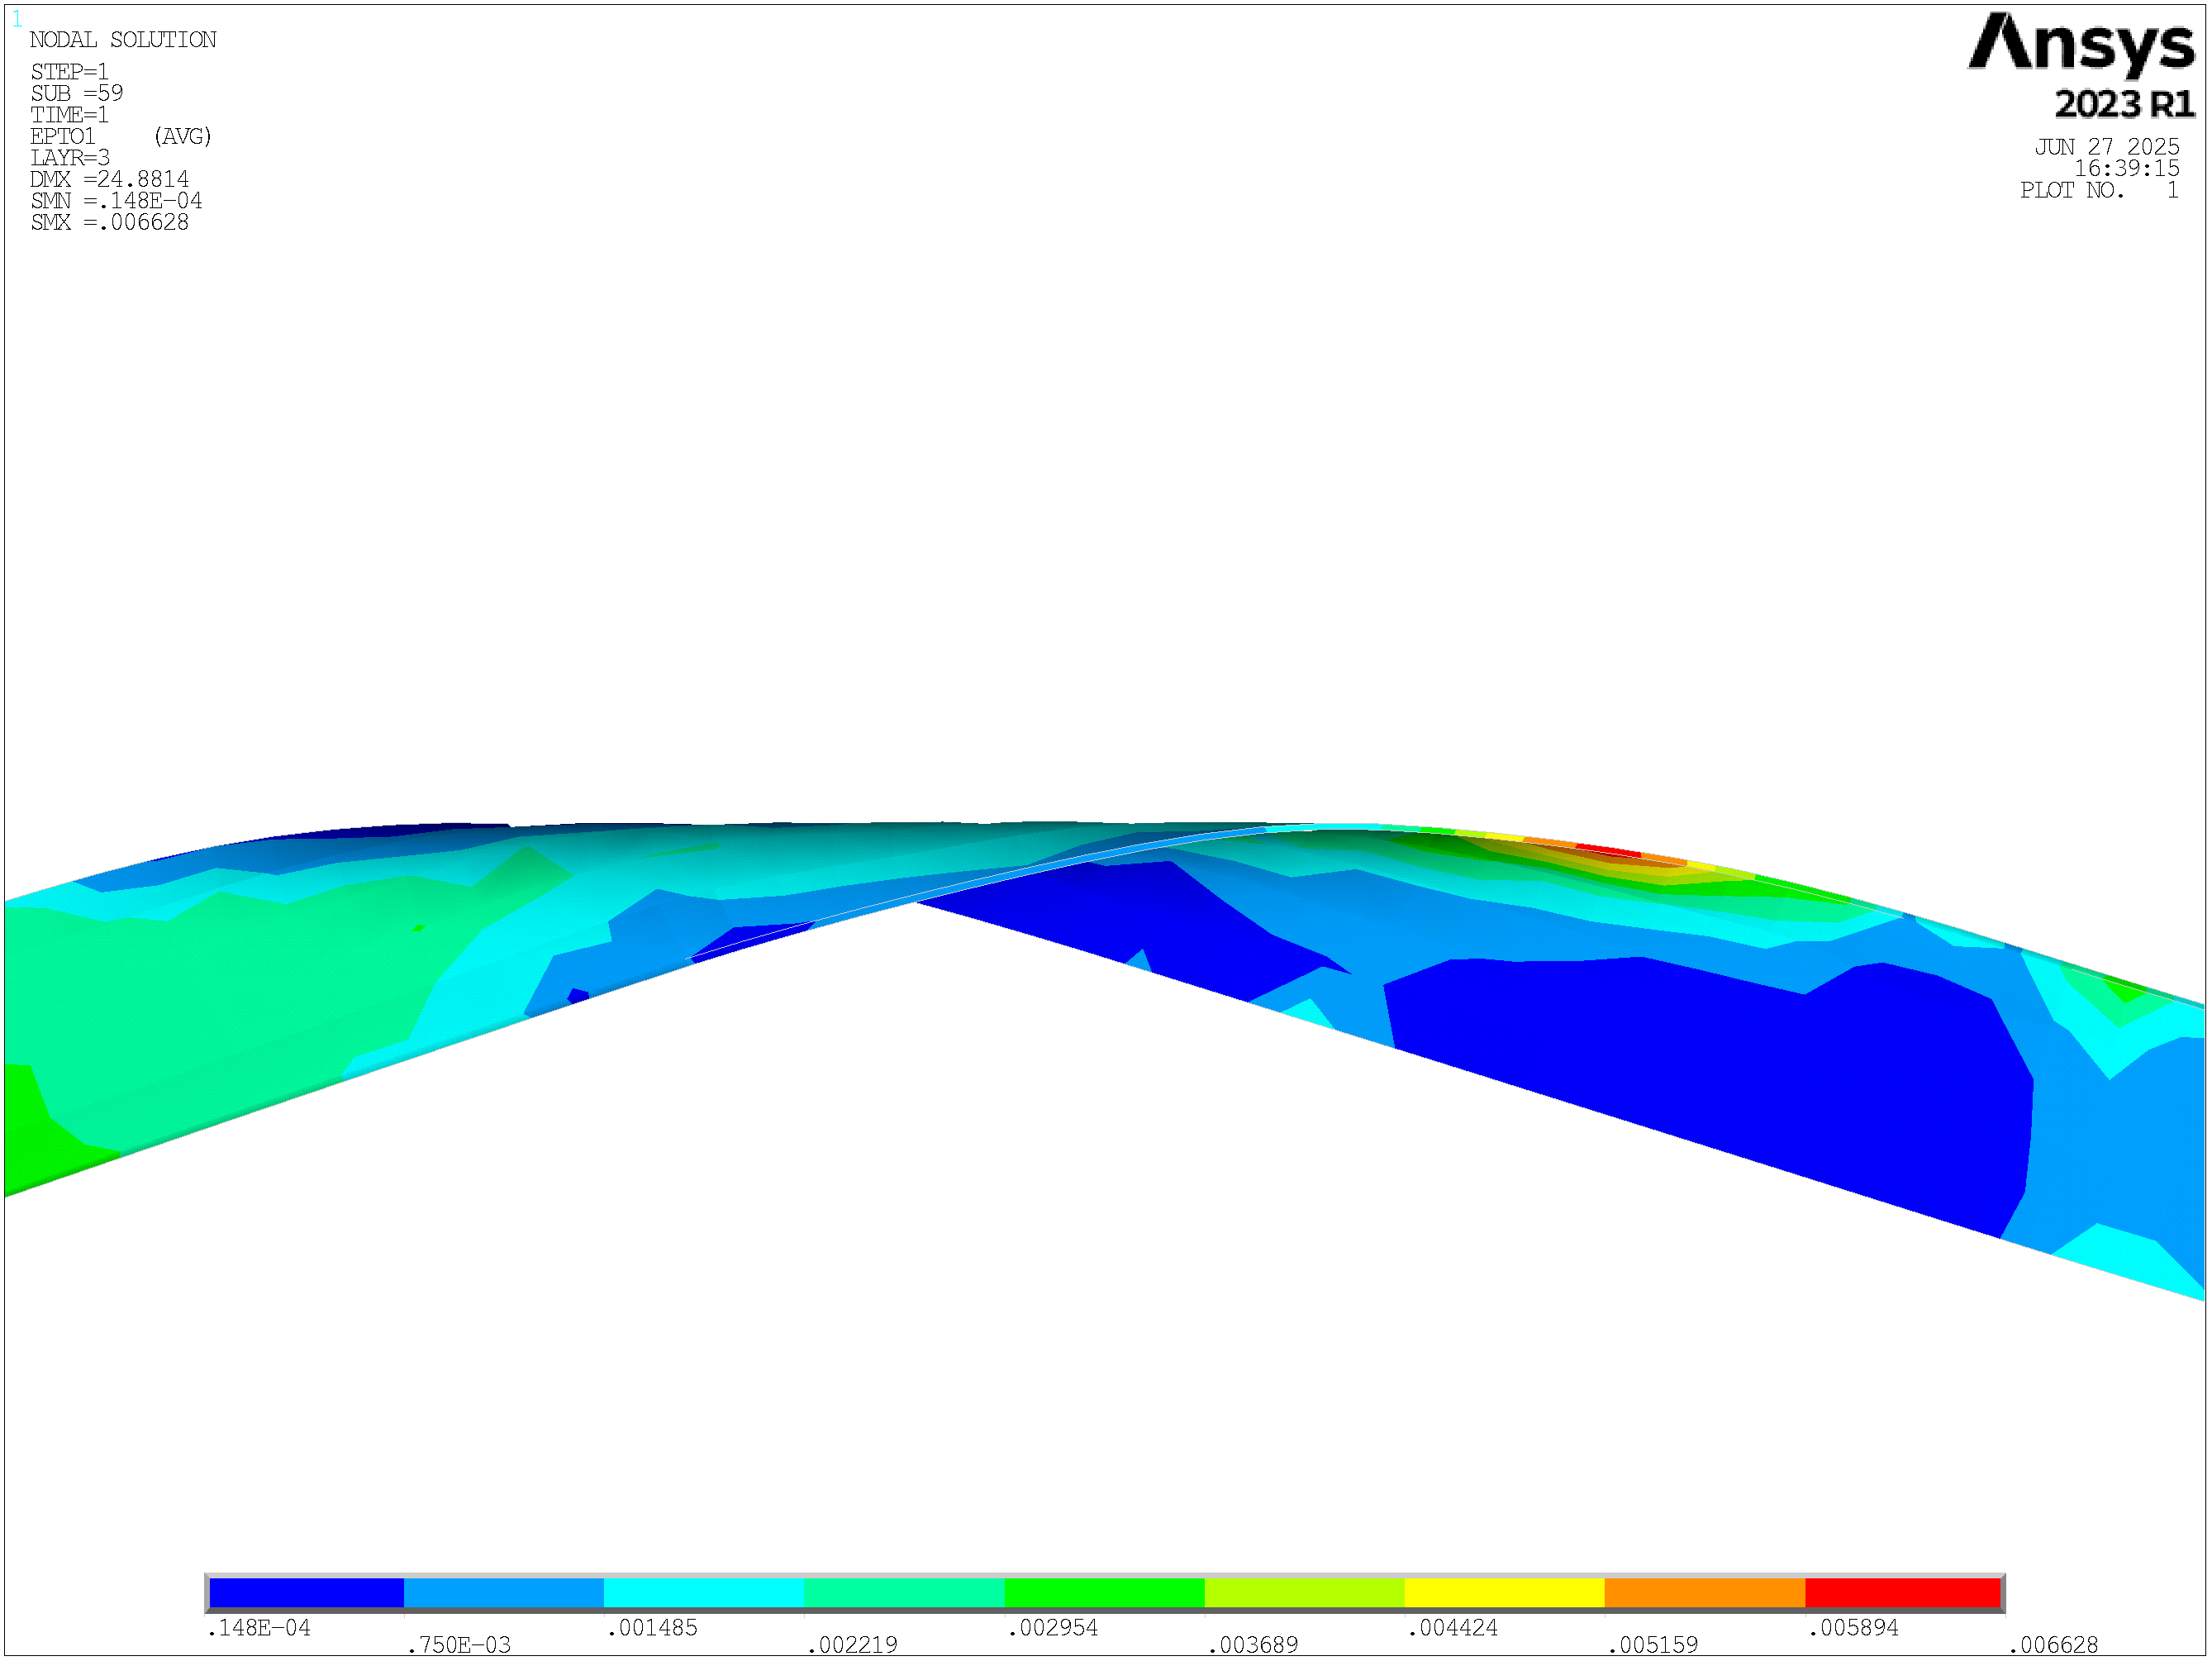 1
NODAL SOLUTION
STEP=1
SUB =59
TIME=1
EPTO1 (AVG)
LAYR=3
DMX =24.8814
SMN =.148E-04
SMX =.006628
Ansys
2023 R1
JUN 27 2025
16:39:15
PLOT NO. 1
.148E-04
.750E-03
.001485
.002219
.002954
.003689
.004424
.005159
.005894
.006628